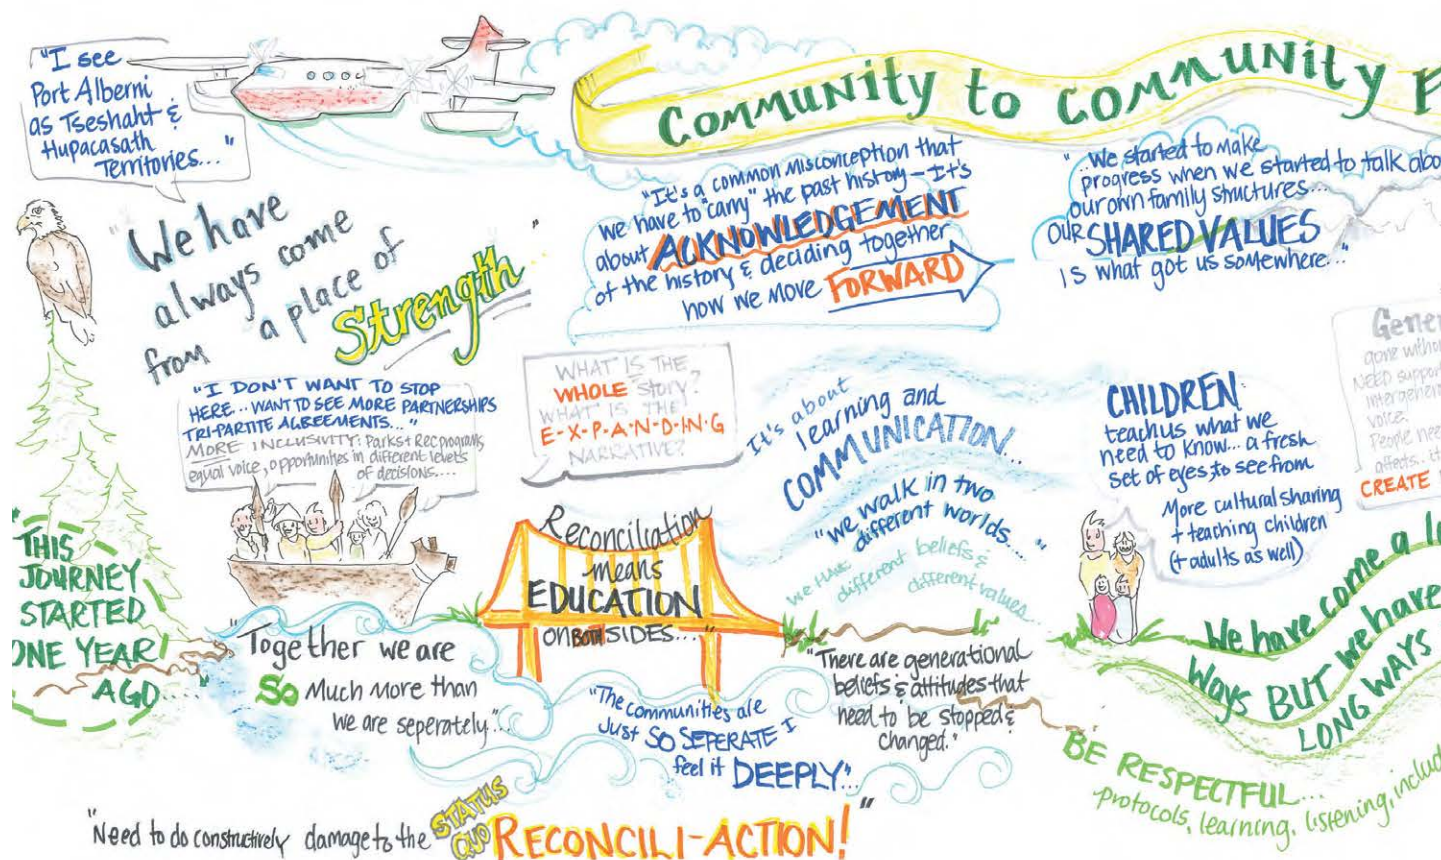 "I see
Port Alberni
as Tseshaht &
Hupacasath
Territories..."
COMMUNity to COMMUNity F
"We have
always come
from a place of
Strength"
"It's a common misconception that
we have to "carry" the past history – It's
about ACKNOWLEDGEMENT
of the history & deciding together
how we move FORWARD
"..We started to make
progress when we started to talk abo
our own family structures...
OUR SHARED VALUES
is what got us somewhere..."
"I DON'T WANT TO STOP
HERE... WANT TO SEE MORE PARTNERSHIPS
TRI-PARTITE AGREEMENTS..."
MORE INCLUSIVITY: Parks + Rec programs
equal voice, opportunities in different levels
of decisions....
WHAT IS THE
WHOLE story?
WHAT IS THE
E-X-P-A-N-D-I-N-G
NARRATIVE?
It's about
learning and
COMMUNICATION...
"we walk in two
different worlds...."
we have different beliefs &
different values
CHILDREN
teach us what we
need to know... a fresh
set of eyes to see from
More cultural sharing
+ teaching children
(+ adults as well)
Gener
gone witho
NEED suppor
intergener
voice.
People nee
affects..
CREATE
"THIS
JOURNEY
STARTED
ONE YEAR
AGO...
Reconciliation
means
EDUCATION
ON BOTH SIDES..."
"Together we are
SO much more than
we are seperately..."
"The communities are
Just SO SEPERATE I
feel it DEEPLY"
"There are generational
beliefs & attitudes that
need to be stopped &
changed."
We have come a l
Ways BUT we have
LONG WAYS
BE RESPECTFUL...
protocols, learning, listening, includ
"Need to do constructively damage to the STATUS QUO RECONCILI-ACTION!"